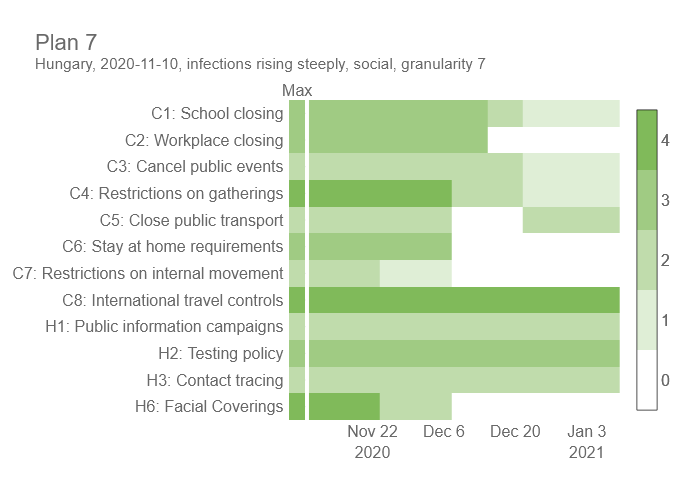 Plan 7
Hungary, 2020-11-10, infections rising steeply, social, granularity 7
Max
C1: School closing
C2: Workplace closing
C3: Cancel public events
C4: Restrictions on gatherings
C5: Close public transport
C6: Stay at home requirements
C7: Restrictions on internal movement
C8: International travel controls
H1: Public information campaigns
H2: Testing policy
H3: Contact tracing
H6: Facial Coverings
Nov 22 Dec 6 Dec 20 Jan 3
2020 2021
4
3
2
1
0